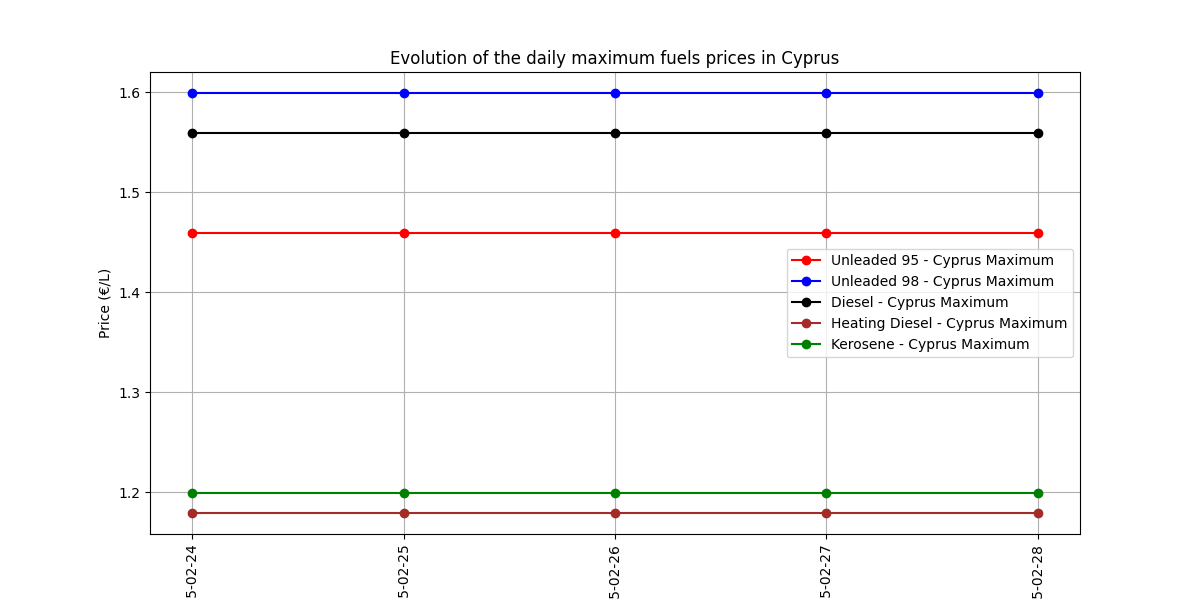 Evolution of the daily maximum fuels prices in Cyprus
Price (€/L)
1.6
1.5
1.4
1.3
1.2
Unleaded 95 - Cyprus Maximum
Unleaded 98 - Cyprus Maximum
Diesel - Cyprus Maximum
Heating Diesel - Cyprus Maximum
Kerosene - Cyprus Maximum
5-02-24
5-02-25
5-02-26
5-02-27
5-02-28